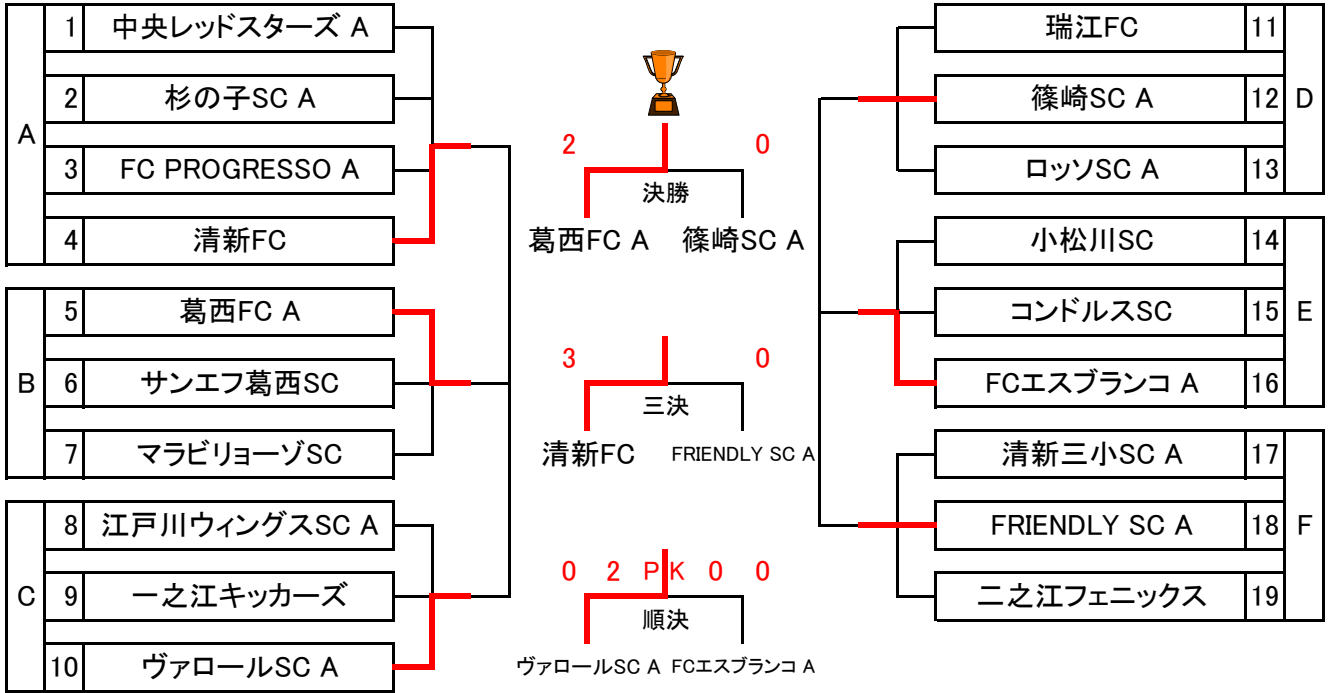 A
1 中央レッドスターズ A
2 杉の子SC A
3 FC PROGRESSO A
4 清新FC
B
5 葛西FC A
6 サンエフ葛西SC
7 マラビリョーゾSC
C
8 江戸川ウィングスSC A
9 一之江キッカーズ
10 ヴァロールSC A
2 0
決勝
葛西FC A 篠崎SC A
3 0
三決
清新FC FRIENDLY SC A
0 2 PK 0 0
順決
ヴァロールSC A FCエスブランコ A
瑞江FC 11
篠崎SC A 12
ロッソSC A 13
D
小松川SC 14
コンドルスSC 15
FCエスブランコ A 16
E
清新三小SC A 17
FRIENDLY SC A 18
二之江フェニックス 19
F